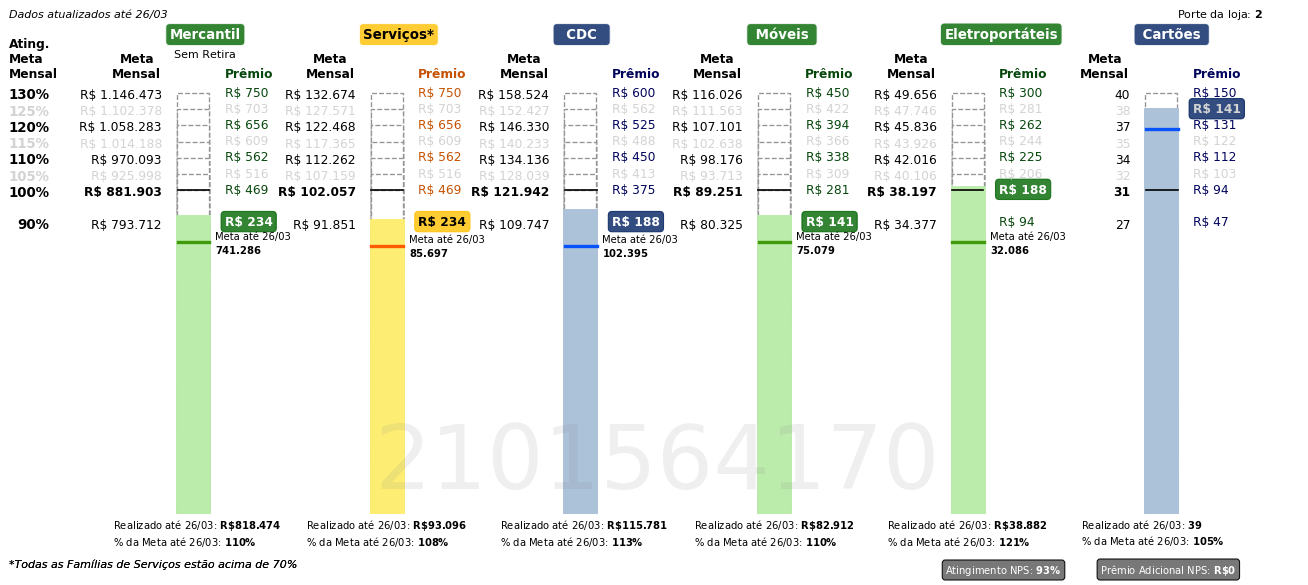 Dados atualizados até 26/03 Porte da loja: 2
Mercantil Serviços* CDC Móveis Eletroportáteis Cartões
Ating. Meta Mensal
Sem Retira
Meta Mensal Prêmio Meta Mensal Prêmio Meta Mensal Prêmio Meta Mensal Prêmio Meta Mensal Prêmio Meta Mensal Prêmio
130% R$ 1.146.473 R$ 750 R$ 132.674 R$ 750 R$ 158.524 R$ 600 R$ 116.026 R$ 450 R$ 49.656 R$ 300 40 R$ 150
125% R$ 1.102.378 R$ 703 R$ 127.571 R$ 703 R$ 152.427 R$ 562 R$ 111.563 R$ 422 R$ 47.746 R$ 281 38 R$ 141
120% R$ 1.058.283 R$ 656 R$ 122.468 R$ 656 R$ 146.330 R$ 525 R$ 107.101 R$ 394 R$ 45.836 R$ 262 37 R$ 131
115% R$ 1.014.188 R$ 609 R$ 117.365 R$ 609 R$ 140.233 R$ 488 R$ 102.638 R$ 366 R$ 43.926 R$ 244 35 R$ 122
110% R$ 970.093 R$ 562 R$ 112.262 R$ 562 R$ 134.136 R$ 450 R$ 98.176 R$ 338 R$ 42.016 R$ 225 34 R$ 112
105% R$ 925.998 R$ 516 R$ 107.159 R$ 516 R$ 128.039 R$ 413 R$ 93.713 R$ 309 R$ 40.106 R$ 206 32 R$ 103
100% R$ 881.903 R$ 469 R$ 102.057 R$ 469 R$ 121.942 R$ 375 R$ 89.251 R$ 281 R$ 38.197 R$ 188 31 R$ 94
90% R$ 793.712 R$ 234 R$ 91.851 R$ 234 R$ 109.747 R$ 188 R$ 80.325 R$ 141 R$ 34.377 R$ 94 27 R$ 47
Meta até 26/03 Meta até 26/03 Meta até 26/03 Meta até 26/03 Meta até 26/03
741.286 85.697 102.395 75.079 32.086
2101564170
Realizado até 26/03: R$818.474 Realizado até 26/03: R$93.096 Realizado até 26/03: R$115.781 Realizado até 26/03: R$82.912 Realizado até 26/03: R$38.882 Realizado até 26/03: 39
% da Meta até 26/03: 110% % da Meta até 26/03: 108% % da Meta até 26/03: 113% % da Meta até 26/03: 110% % da Meta até 26/03: 121% % da Meta até 26/03: 105%
*Todas as Famílias de Serviços estão acima de 70% Atingimento NPS: 93% Prêmio Adicional NPS: R$0